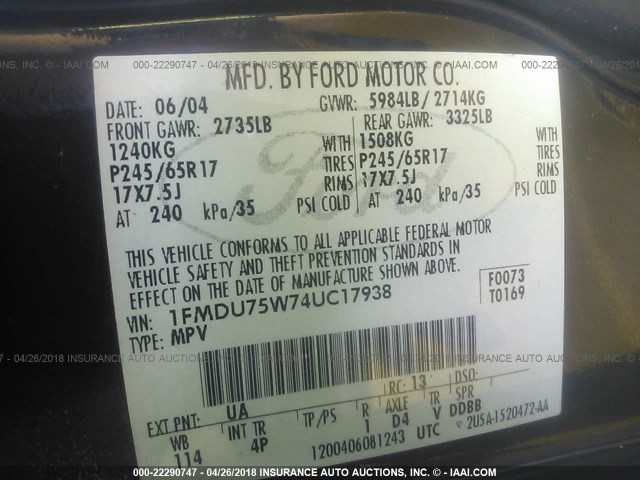 000-22290747 - 04/26/2018 INSURANCE AUTO AUCTIONS - © - IAAI.COM
MFD. BY FORD MOTOR CO.
DATE: 06/04 GVWR: 5984LB/ 2714KG
FRONT GAWR: 2735LB REAR GAWR: 3325LB
1240KG WITH 1508KG WITH
P245/65R17 TIRES P245/65R17 TIRES
17X7.5J RIMS 17X7.5J RIMS
AT 240 kPa/35 PSI COLD AT 240 kPa/35 PSI COLD
Ford
THIS VEHICLE CONFORMS TO ALL APPLICABLE FEDERAL MOTOR
VEHICLE SAFETY AND THEFT PREVENTION STANDARDS IN
EFFECT ON THE DATE OF MANUFACTURE SHOWN ABOVE.
VIN: 1FMDU75W74UC17938 F0073
TYPE: MPV T0169
EXT PNT: UA RC: 13 DSO:
WB INT TR TP/PS R AXLE TR SPR
114 4P 1 D4 V DDBB
1200406081243 UTC 2U5A-1520472-AA
000-22290747 - 04/26/2018 INSURANCE AUTO AUCTIONS - © - IAAI.COM